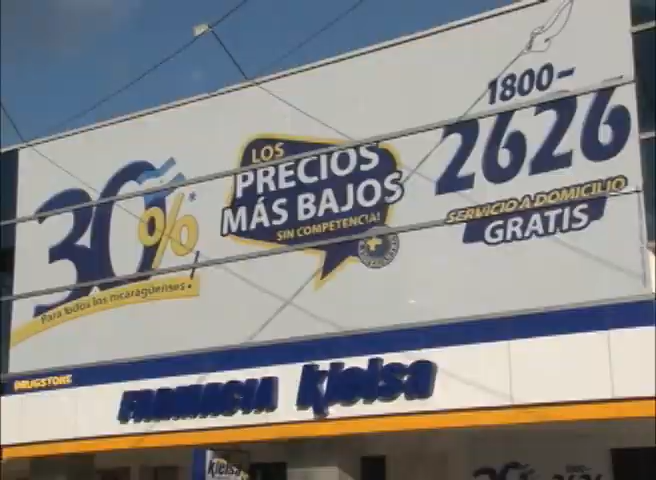 30%*
Para todos los nicaragüenses
LOS
PRECIOS
MÁS BAJOS
SIN COMPETENCIA!
1800-
2626
SERVICIO A DOMICILIO
GRATIS
DRUGSTORE
FARMACIA Kielsa
Kielsa